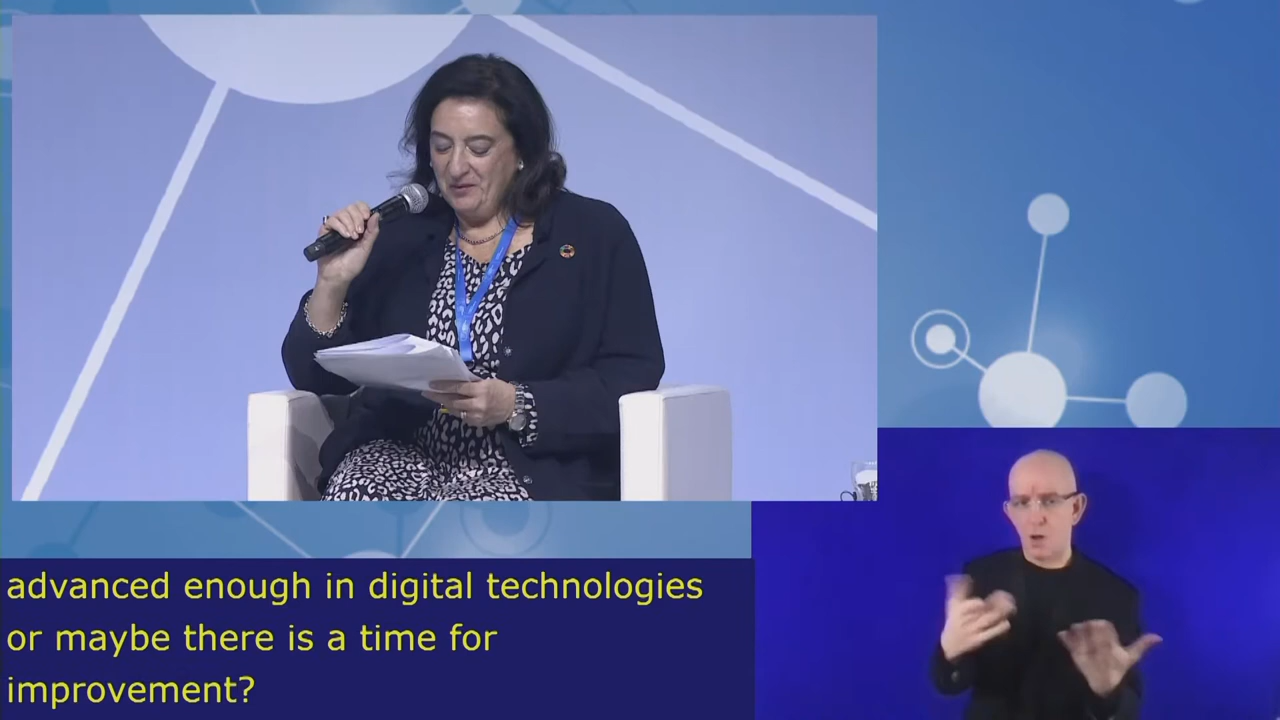 advanced enough in digital technologies
or maybe there is a time for
improvement?